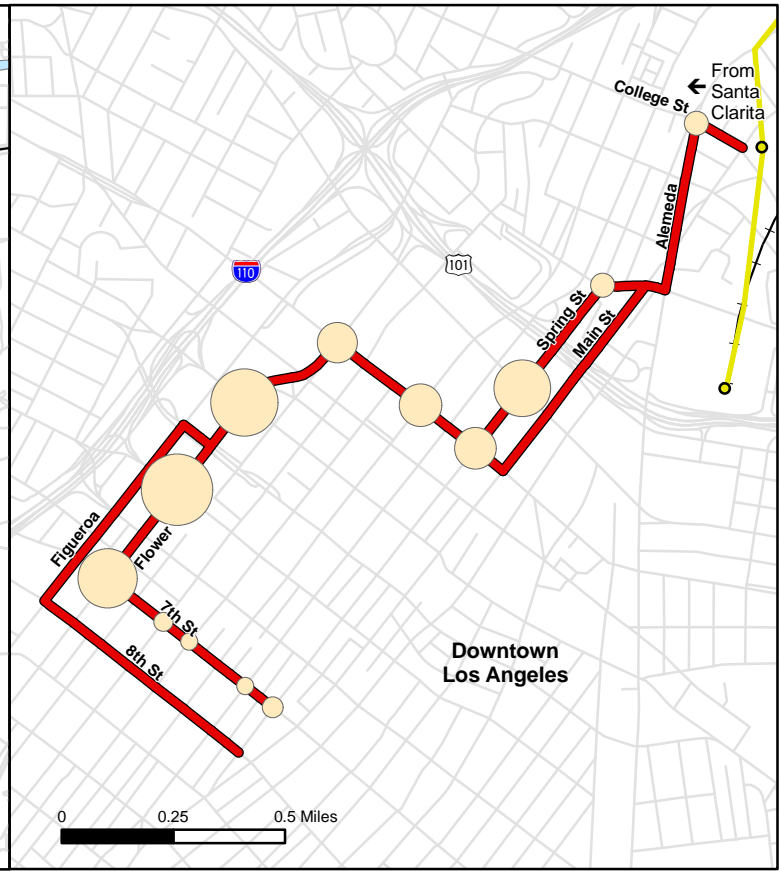 From
Santa
Clarita
College St
Alemeda
110
101
Spring St
Main St
Figueroa
Flower
7th St
8th St
Downtown
Los Angeles
0 0.25 0.5 Miles